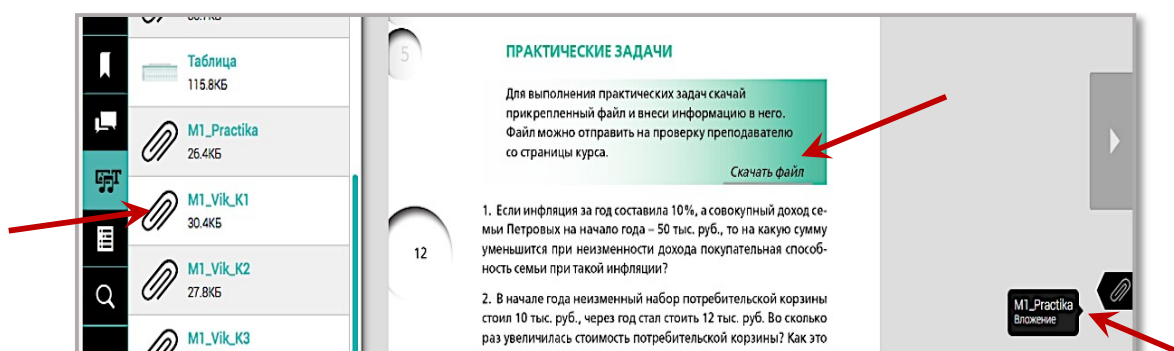 Таблица
115.8КБ
M1_Practika
26.4КБ
M1_Vik_K1
30.4КБ
M1_Vik_K2
27.8КБ
M1_Vik_K3
5
ПРАКТИЧЕСКИЕ ЗАДАЧИ
Для выполнения практических задач скачай
прикрепленный файл и внеси информацию в него.
Файл можно отправить на проверку преподавателю
со страницы курса.
Скачать файл
12
1. Если инфляция за год составила 10%, а совокупный доход се-
мьи Петровых на начало года – 50 тыс. руб., то на какую сумму
уменьшится при неизменности дохода покупательная способ-
ность семьи при такой инфляции?
2. В начале года неизменный набор потребительской корзины
стоил 10 тыс. руб., через год стал стоить 12 тыс. руб. Во сколько
раз увеличилась стоимость потребительской корзины? Как это
M1_Practika
Вложение